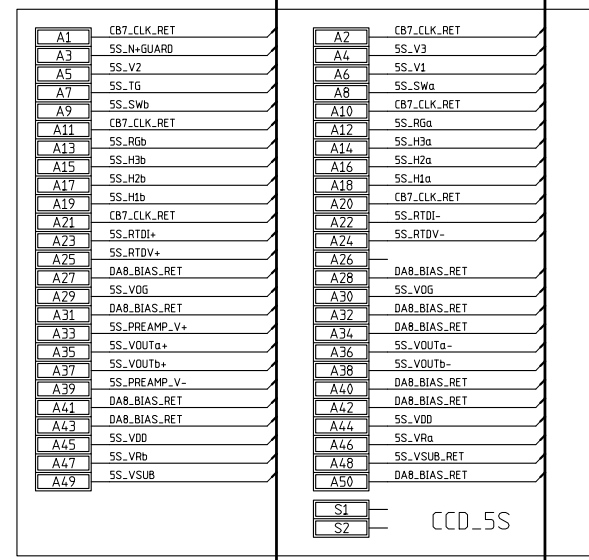 A1 CB7_CLK_RET
A3 5S_N+GUARD
A5 5S_V2
A7 5S_TG
A9 5S_SWb
A11 CB7_CLK_RET
A13 5S_RGb
A15 5S_H3b
A17 5S_H2b
A19 5S_H1b
A21 CB7_CLK_RET
A23 5S_RTDI+
A25 5S_RTDV+
A27 DA8_BIAS_RET
A29 5S_VOG
A31 DA8_BIAS_RET
A33 5S_PREAMP_V+
A35 5S_VOUTa+
A37 5S_VOUTb+
A39 5S_PREAMP_V-
A41 DA8_BIAS_RET
A43 DA8_BIAS_RET
A45 5S_VDD
A47 5S_VRb
A49 5S_VSUB
A2 CB7_CLK_RET
A4 5S_V3
A6 5S_V1
A8 5S_SWa
A10 CB7_CLK_RET
A12 5S_RGa
A14 5S_H3a
A16 5S_H2a
A18 5S_H1a
A20 CB7_CLK_RET
A22 5S_RTDI-
A24 5S_RTDV-
A26
A28 DA8_BIAS_RET
A30 5S_VOG
A32 DA8_BIAS_RET
A34 DA8_BIAS_RET
A36 5S_VOUTa-
A38 5S_VOUTb-
A40 DA8_BIAS_RET
A42 DA8_BIAS_RET
A44 5S_VDD
A46 5S_VRa
A48 5S_VSUB_RET
A50 DA8_BIAS_RET
S1
S2
CCD_5S